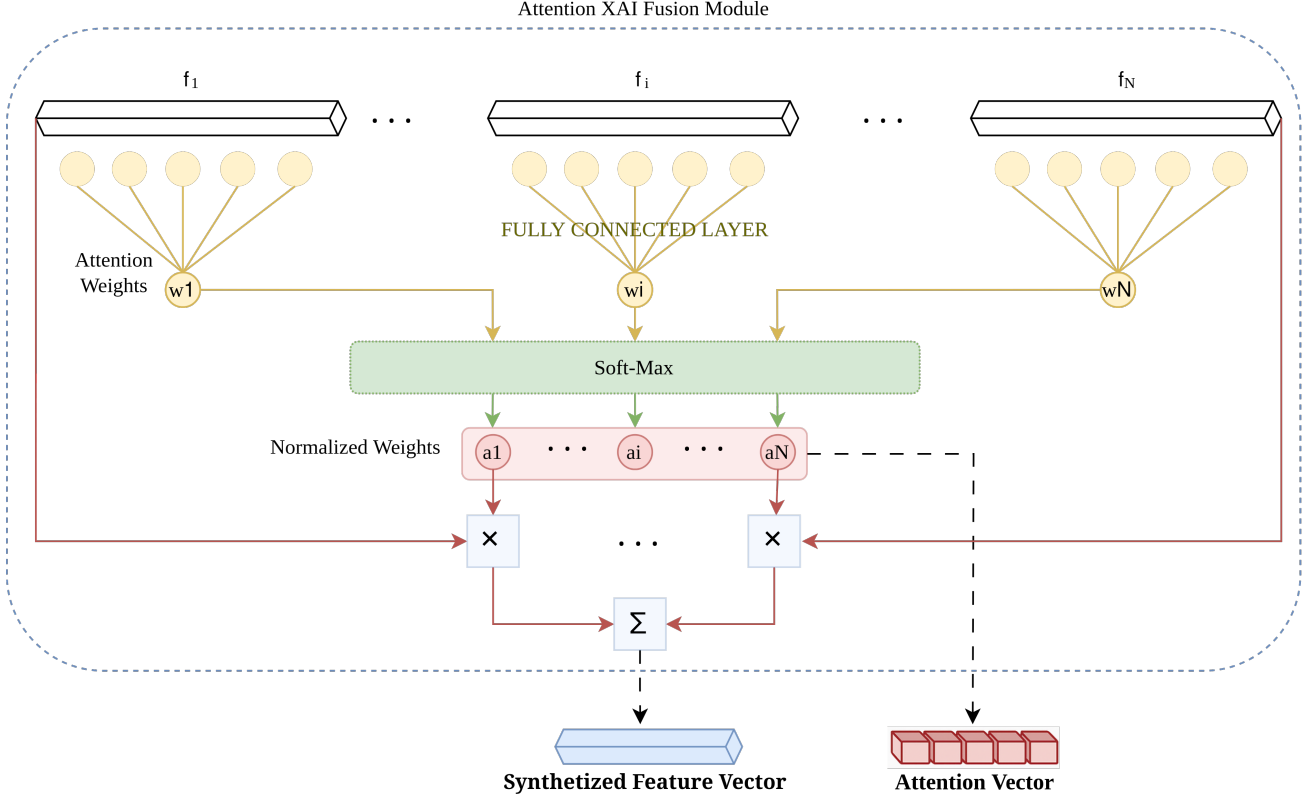 Attention XAI Fusion Module
f1 fi fN
. . . . . .
FULLY CONNECTED LAYER
Attention
Weights
w1 wi wN
Soft-Max
Normalized Weights a1 . . . ai . . . aN
× . . . ×
Σ
Synthetized Feature Vector Attention Vector